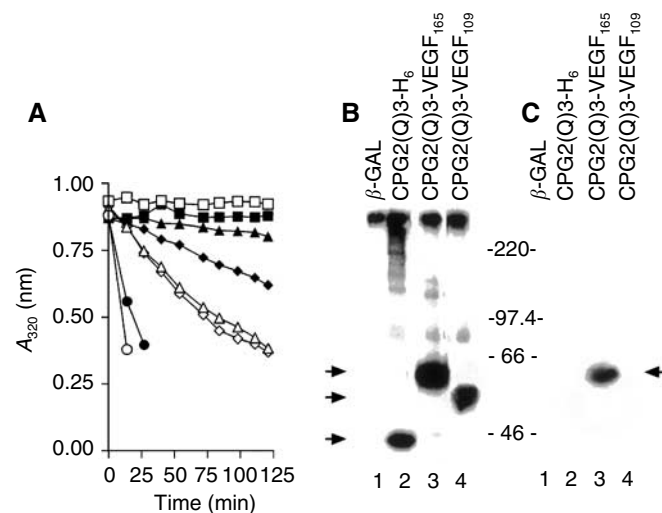 A
1.00
0.75
0.50
0.25
0.00
A320 (nm)
0 25 50 75 100 125
Time (min)
B
β-GAL
CPG2(Q)3-H6
CPG2(Q)3-VEGF165
CPG2(Q)3-VEGF109
-220-
-97.4-
- 66 -
- 46 -
1 2 3 4
C
β-GAL
CPG2(Q)3-H6
CPG2(Q)3-VEGF165
CPG2(Q)3-VEGF109
1 2 3 4